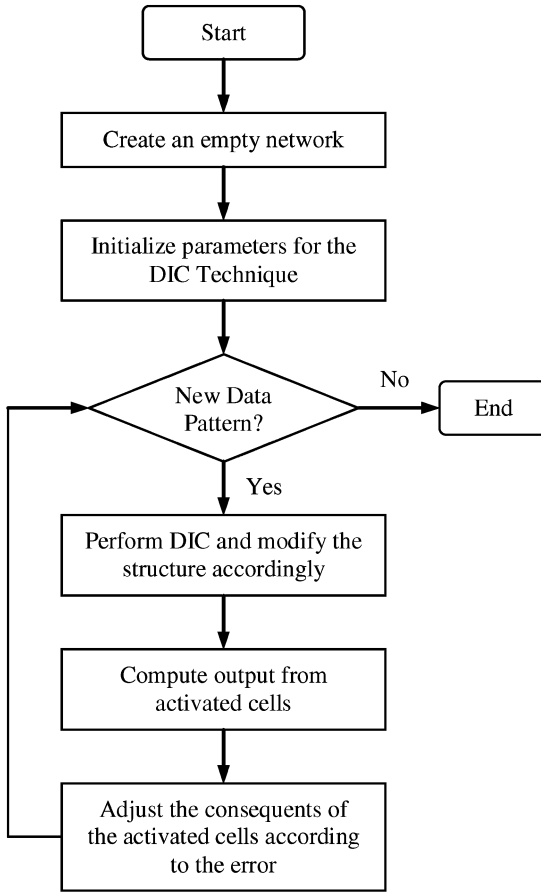 Start
Create an empty network
Initialize parameters for the
DIC Technique
New Data
Pattern?
No
End
Yes
Perform DIC and modify the
structure accordingly
Compute output from
activated cells
Adjust the consequents of
the activated cells according
to the error